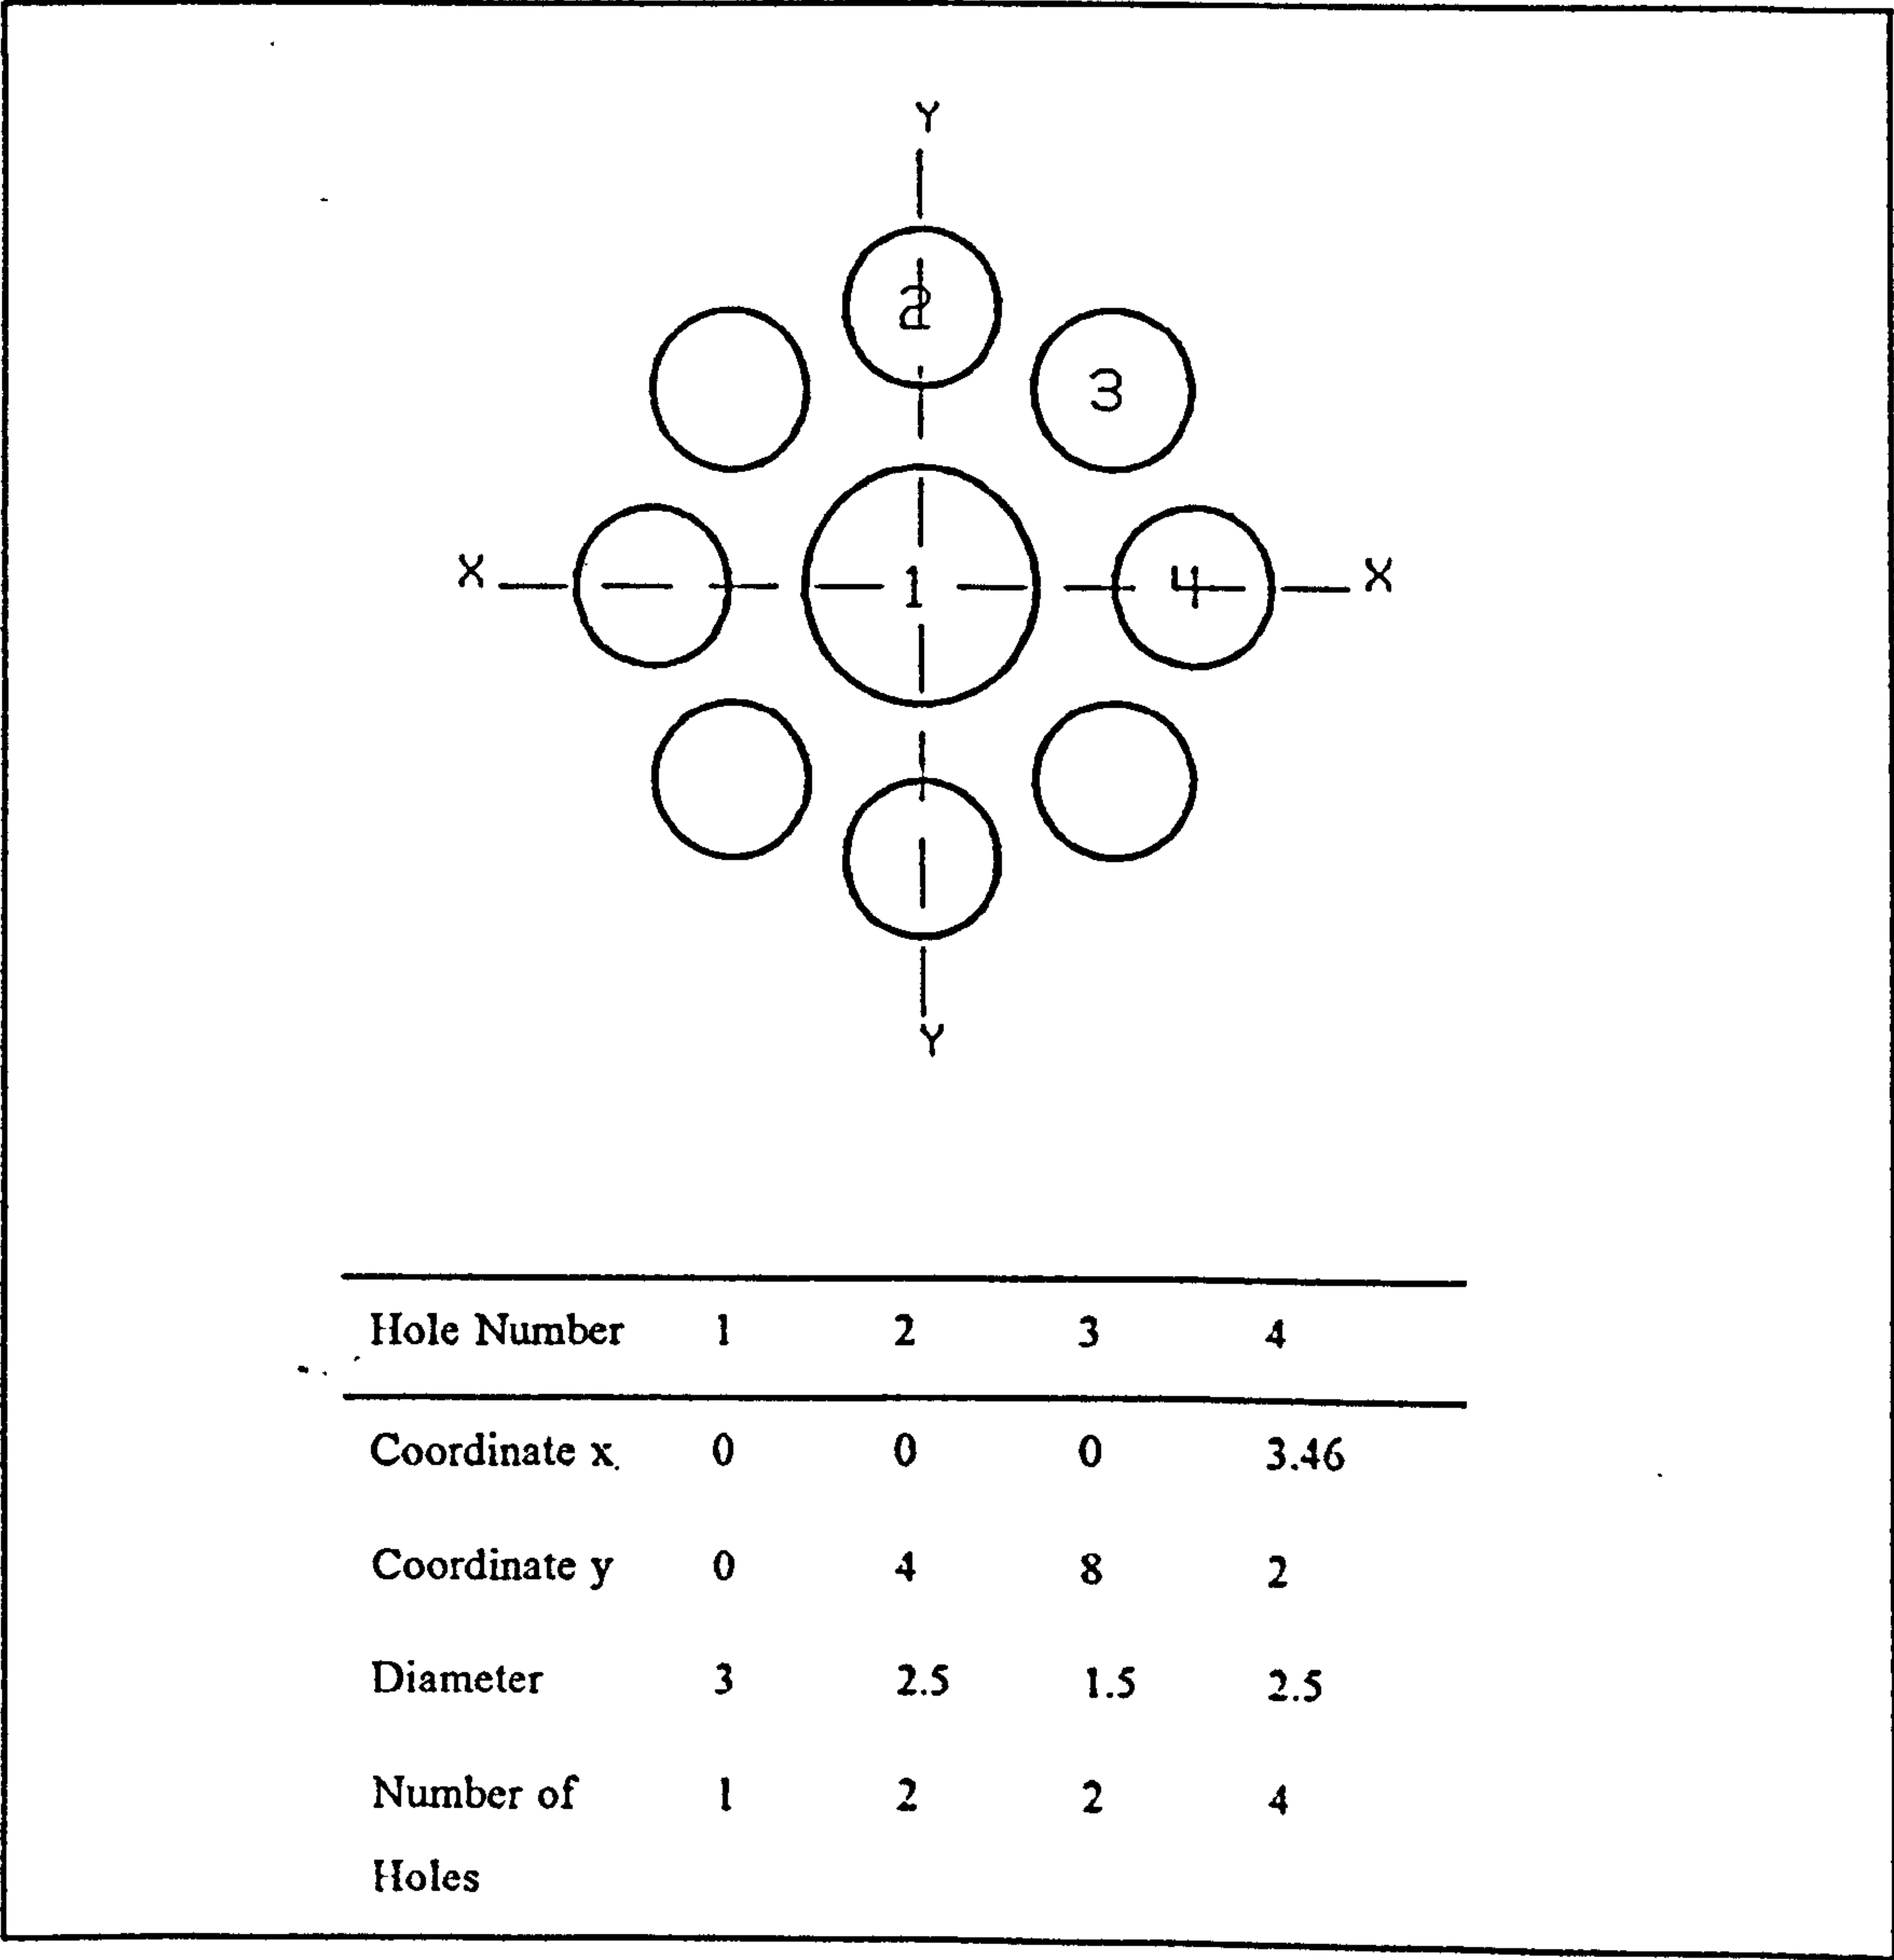 Y
2
3
X 1 4 X
Y
Hole Number 1 2 3 4
Coordinate x 0 0 0 3.46
Coordinate y 0 4 8 2
Diameter 3 2.5 1.5 2.5
Number of 1 2 2 4
Holes